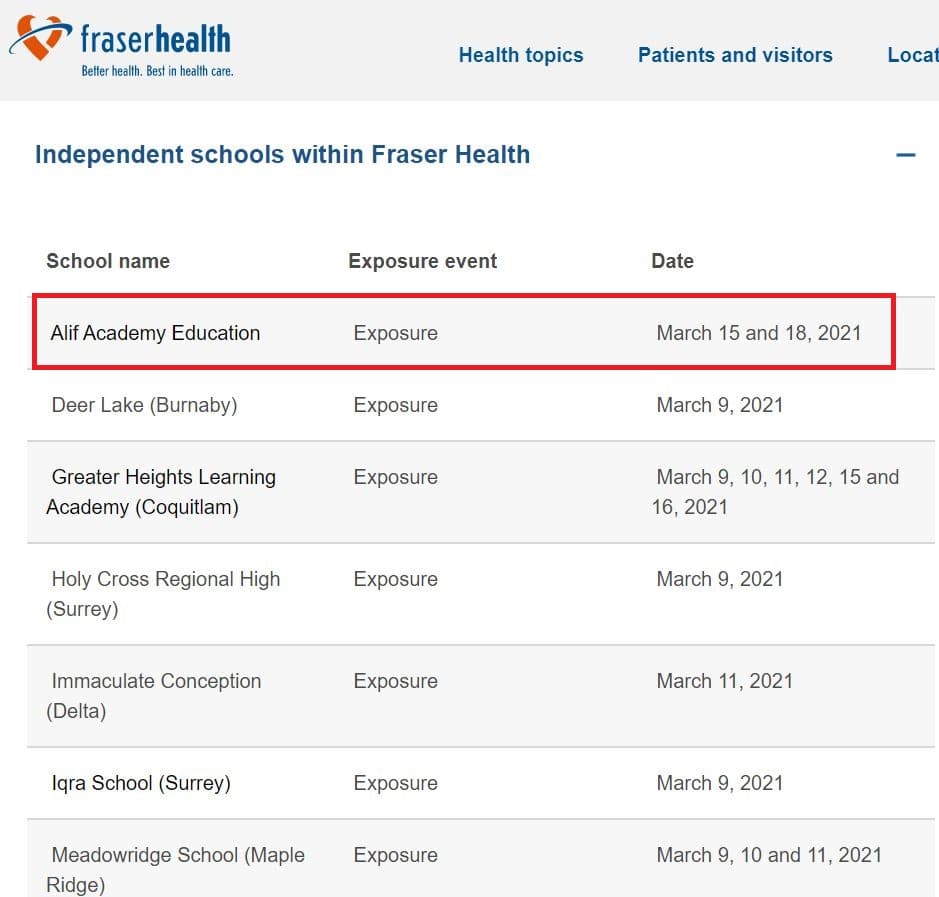 fraserhealth
Better health. Best in health care.
Health topics
Patients and visitors
Locat
Independent schools within Fraser Health
School name Exposure event Date
Alif Academy Education Exposure March 15 and 18, 2021
Deer Lake (Burnaby) Exposure March 9, 2021
Greater Heights Learning Exposure March 9, 10, 11, 12, 15 and
Academy (Coquitlam) 16, 2021
Holy Cross Regional High Exposure March 9, 2021
(Surrey)
Immaculate Conception Exposure March 11, 2021
(Delta)
Iqra School (Surrey) Exposure March 9, 2021
Meadowridge School (Maple Exposure March 9, 10 and 11, 2021
Ridge)